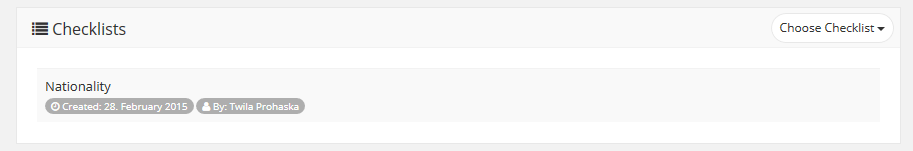 Checklists
Choose Checklist
Nationality
Created: 28. February 2015 By: Twila Prohaska